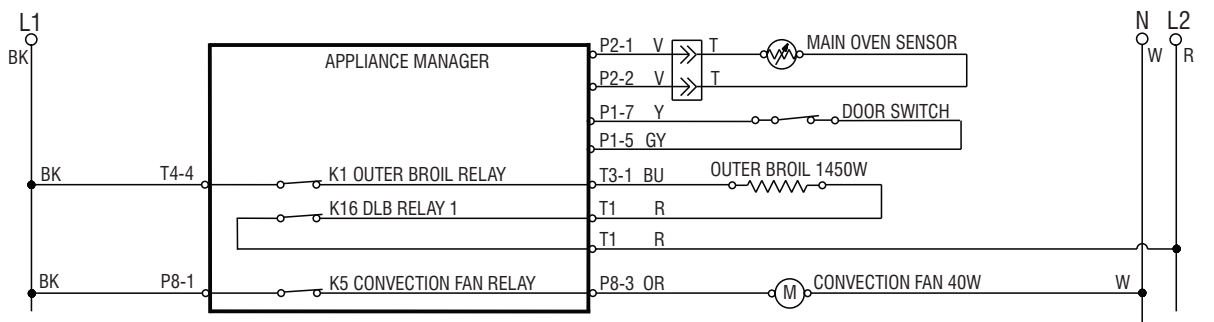 L1 N L2
BK W R
APPLIANCE MANAGER
P2-1 V T MAIN OVEN SENSOR
P2-2 V T
P1-7 Y DOOR SWITCH
P1-5 GY
BK T4-4 K1 OUTER BROIL RELAY T3-1 BU OUTER BROIL 1450W
K16 DLB RELAY 1 T1 R
T1 R
BK P8-1 K5 CONVECTION FAN RELAY P8-3 OR M CONVECTION FAN 40W W